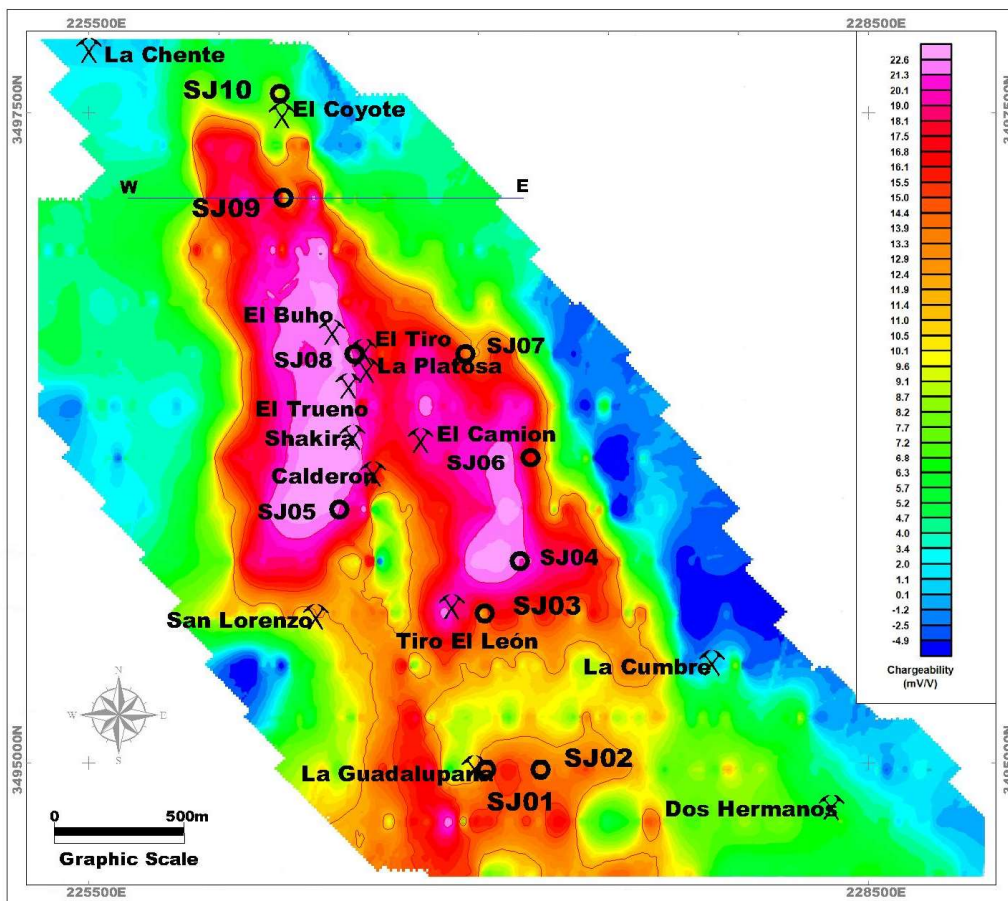 225500E
228500E
3497500N
3497500N
La Chente
SJ10
El Coyote
W
E
SJ09
El Buho
El Tiro
SJ08
SJ07
La Platosa
El Trueno
Shakira
El Camion
SJ06
Calderon
SJ05
SJ04
San Lorenzo
SJ03
Tiro El León
La Cumbre
La Guadalupana
SJ02
SJ01
Dos Hermanos
22.6
21.3
20.1
19.0
18.1
17.5
16.8
16.1
15.5
15.0
14.4
13.9
13.3
12.9
12.4
11.9
11.4
11.0
10.5
10.1
9.6
9.1
8.7
8.2
7.7
7.2
6.8
6.3
5.7
5.2
4.7
4.0
3.4
2.8
2.0
1.1
0.1
-1.2
-2.5
-4.9
Chargeability
(mV/V)
N
W
E
S
3495000N
3495000N
0
500m
Graphic Scale
225500E
228500E